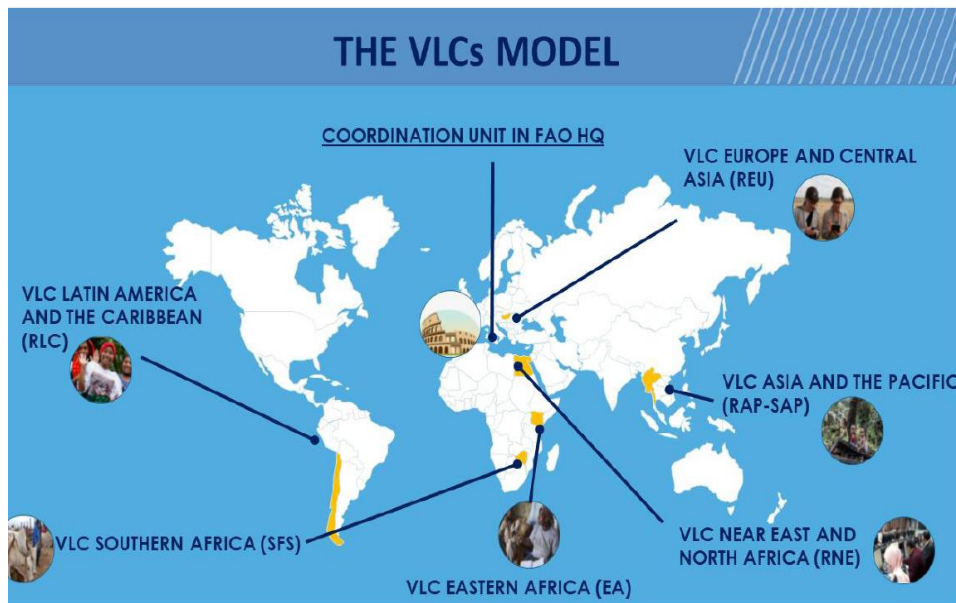 THE VLCs MODEL
COORDINATION UNIT IN FAO HQ
VLC EUROPE AND CENTRAL
ASIA (REU)
VLC LATIN AMERICA
AND THE CARIBBEAN
(RLC)
VLC ASIA AND THE PACIFIC
(RAP-SAP)
VLC SOUTHERN AFRICA (SFS)
VLC NEAR EAST AND
NORTH AFRICA (RNE)
VLC EASTERN AFRICA (EA)